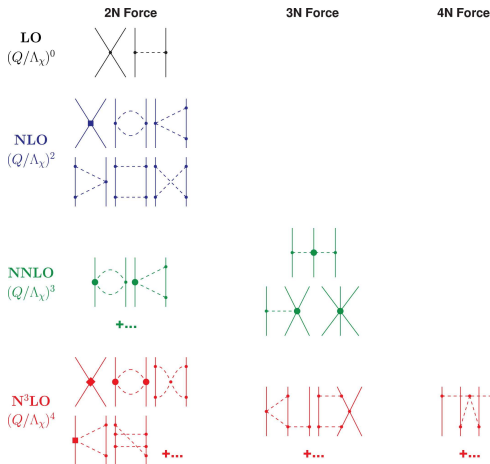 2N Force 3N Force 4N Force
LO
(Q/Λχ)⁰
NLO
(Q/Λχ)²
NNLO
(Q/Λχ)³
+...
N³LO
(Q/Λχ)⁴
+... +... +...